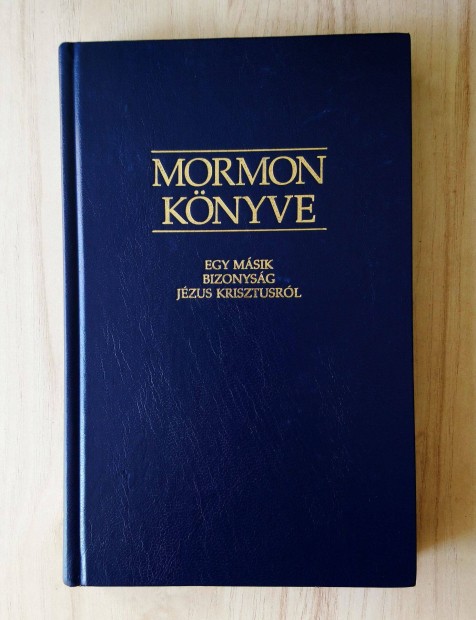 MORMON
KÖNYVE
EGY MÁSIK
BIZONYSÁG
JÉZUS KRISZTUSRÓL